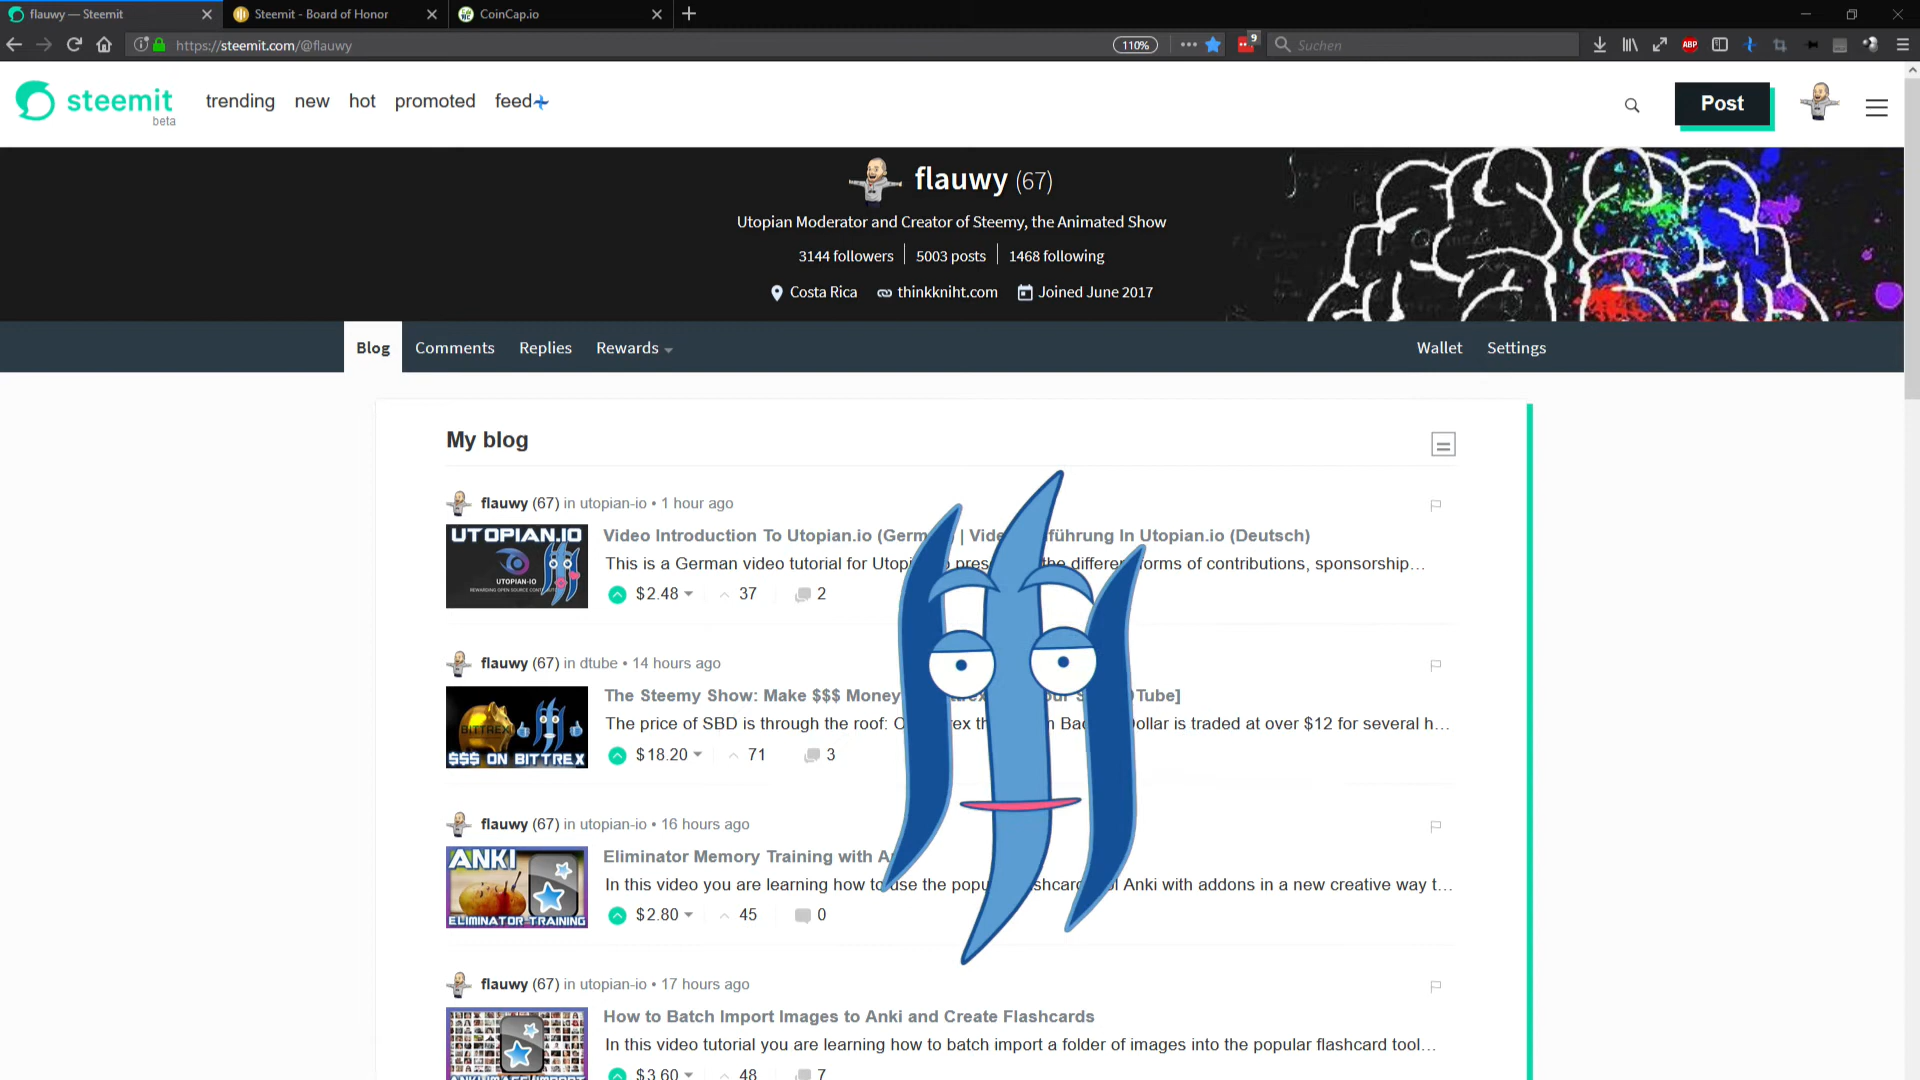 flauwy — Steemit
Steemit - Board of Honor
CoinCap.io
https://steemit.com/@flauwy
110%
9
Suchen
ABP
steemit
beta
trending new hot promoted feed
Post
flauwy (67)
Utopian Moderator and Creator of Steemy, the Animated Show
3144 followers 5003 posts 1468 following
Costa Rica thinkkniht.com Joined June 2017
Blog Comments Replies Rewards Wallet Settings
My blog
flauwy (67) in utopian-io • 1 hour ago
UTOPIAN.IO
UTOPIAN-IO
Video Introduction To Utopian.io In Utopian.io (Deutsch)
This is a German video tutorial for forms of contributions, sponsorship…
$2.48 37 2
flauwy (67) in dtube • 14 hours ago
BITTREX
$$$ ON BITTREX
The Steemy Show: Make $$$ Money
The price of SBD is through the roof: is traded at over $12 for several h…
$18.20 71 3
flauwy (67) in utopian-io • 16 hours ago
ANKI
ELIMINATOR-TRAINING
Eliminator Memory Training with
In this video you are learning how to use the Anki with addons in a new creative way t…
$2.80 45 0
flauwy (67) in utopian-io • 17 hours ago
How to Batch Import Images to Anki and Create Flashcards
In this video tutorial you are learning how to batch import a folder of images into the popular flashcard tool…
$3.60 48 7